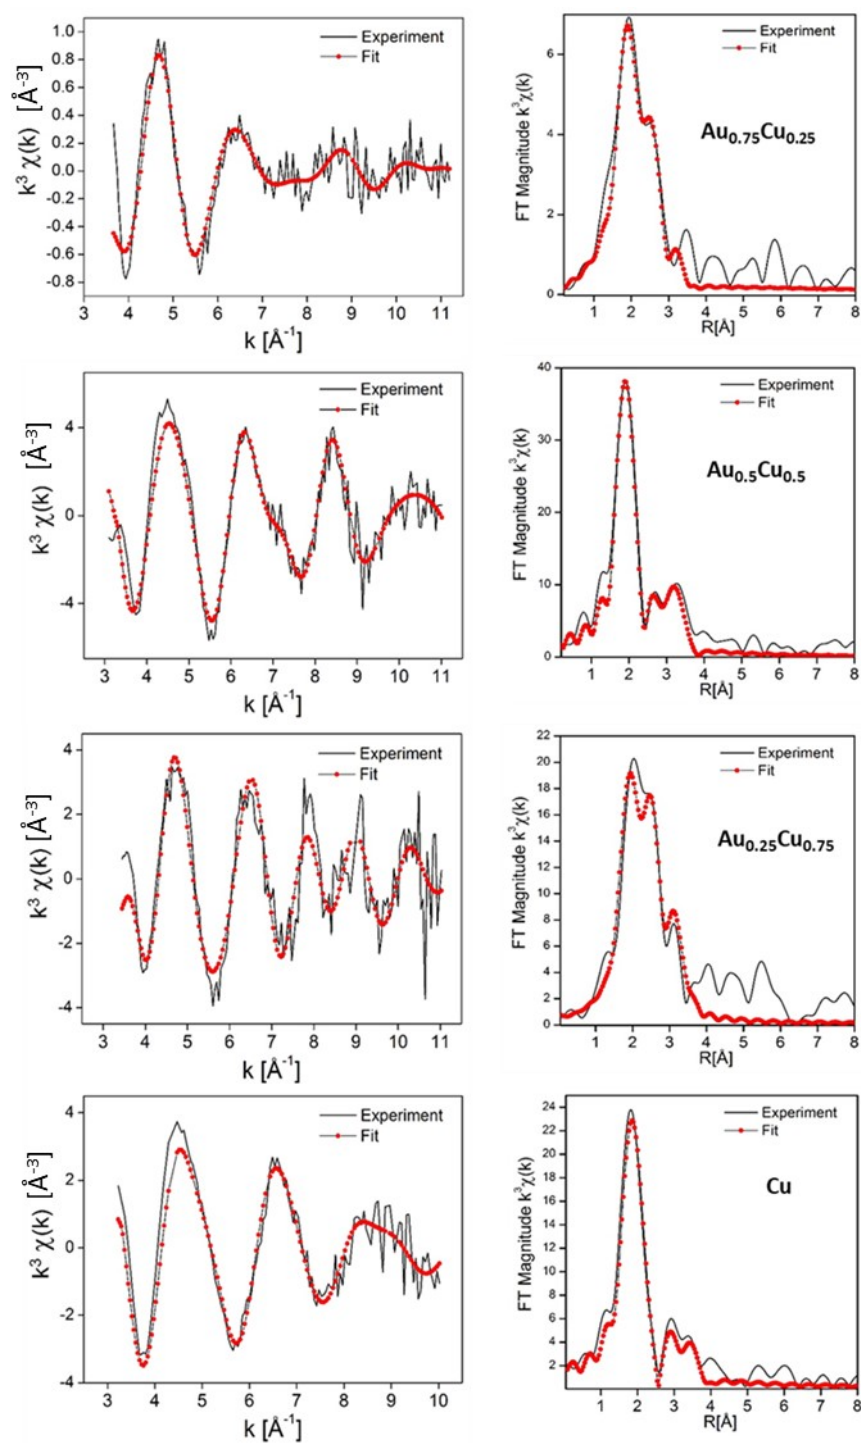 k³ χ(k) [Å⁻³]
1.0
0.8
0.6
0.4
0.2
0.0
-0.2
-0.4
-0.6
-0.8
Experiment
Fit
3 4 5 6 7 8 9 10 11
k [Å⁻¹]
FT Magnitude k³χ(k)
6
4
2
0
Experiment
Fit
Au0.75Cu0.25
1 2 3 4 5 6 7 8
R[Å]
k³ χ(k) [Å⁻³]
4
0
-4
Experiment
Fit
3 4 5 6 7 8 9 10 11
k [Å⁻¹]
FT Magnitude k³χ(k)
40
30
20
10
0
Experiment
Fit
Au0.5Cu0.5
1 2 3 4 5 6 7 8
R[Å]
k³ χ(k) [Å⁻³]
4
2
0
-2
-4
Experiment
Fit
3 4 5 6 7 8 9 10 11
k [Å⁻¹]
FT Magnitude k³χ(k)
22
20
18
16
14
12
10
8
6
4
2
0
Experiment
Fit
Au0.25Cu0.75
1 2 3 4 5 6 7 8
R[Å]
k³ χ(k) [Å⁻³]
4
2
0
-2
-4
Experiment
Fit
3 4 5 6 7 8 9 10
k [Å⁻¹]
FT Magnitude k³χ(k)
24
22
20
18
16
14
12
10
8
6
4
2
Experiment
Fit
Cu
1 2 3 4 5 6 7 8
R[Å]